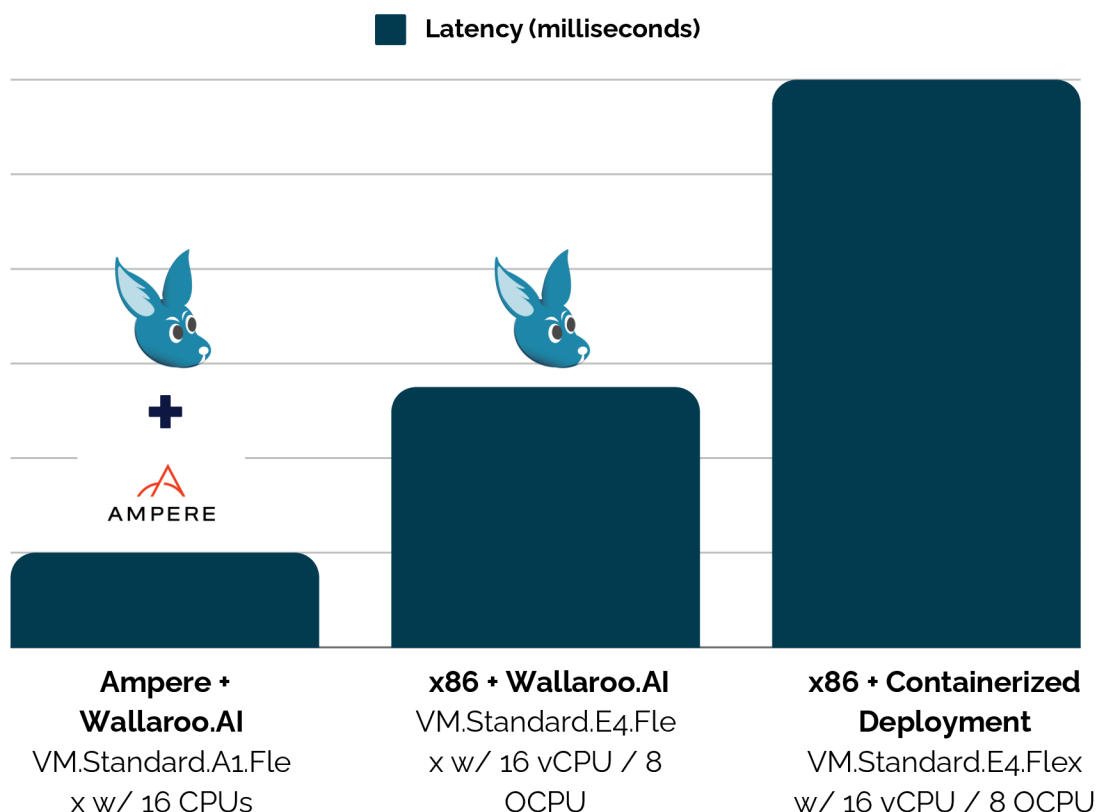 Latency (milliseconds)
AMPERE
Ampere +
Wallaroo.AI
VM.Standard.A1.Fle
x w/ 16 CPUs
x86 + Wallaroo.AI
VM.Standard.E4.Fle
x w/ 16 vCPU / 8
OCPU
x86 + Containerized
Deployment
VM.Standard.E4.Flex
w/ 16 vCPU / 8 OCPU